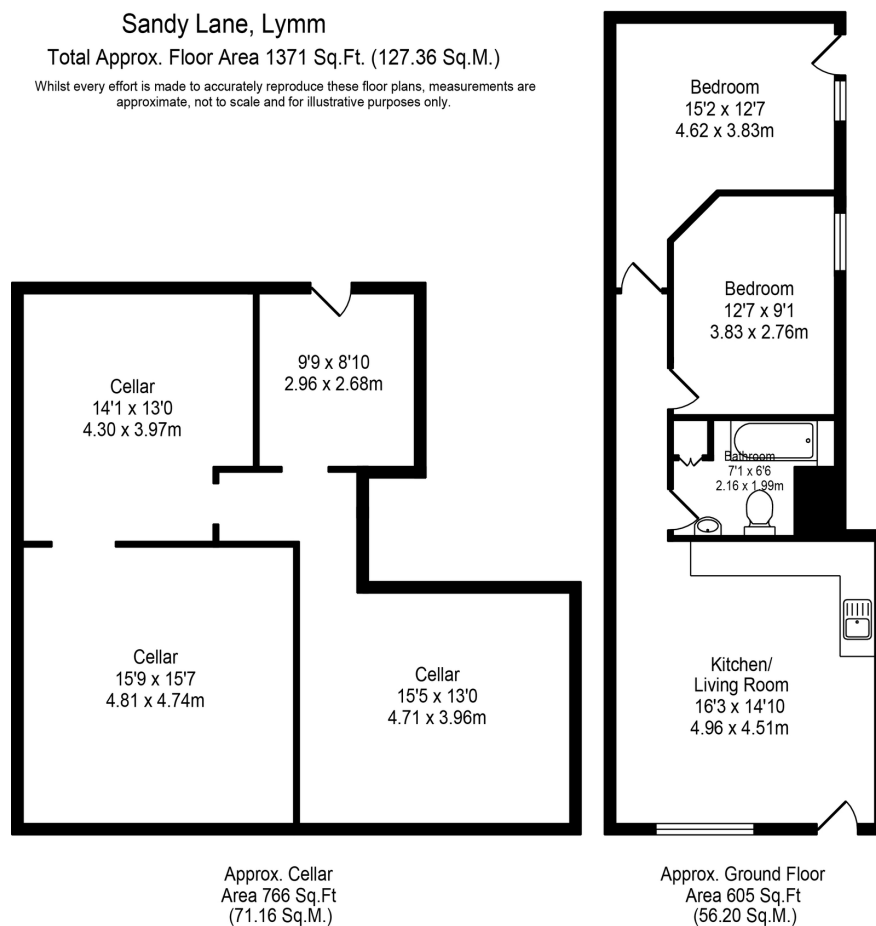 Sandy Lane, Lymm
Total Approx. Floor Area 1371 Sq.Ft. (127.36 Sq.M.)
Whilst every effort is made to accurately reproduce these floor plans, measurements are
approximate, not to scale and for illustrative purposes only.
Cellar
14'1 x 13'0
4.30 x 3.97m
9'9 x 8'10
2.96 x 2.68m
Cellar
15'9 x 15'7
4.81 x 4.74m
Cellar
15'5 x 13'0
4.71 x 3.96m
Approx. Cellar
Area 766 Sq.Ft
(71.16 Sq.M.)
Bedroom
15'2 x 12'7
4.62 x 3.83m
Bedroom
12'7 x 9'1
3.83 x 2.76m
Bathroom
7'1 x 6'6
2.16 x 1.99m
Kitchen/
Living Room
16'3 x 14'10
4.96 x 4.51m
Approx. Ground Floor
Area 605 Sq.Ft
(56.20 Sq.M.)